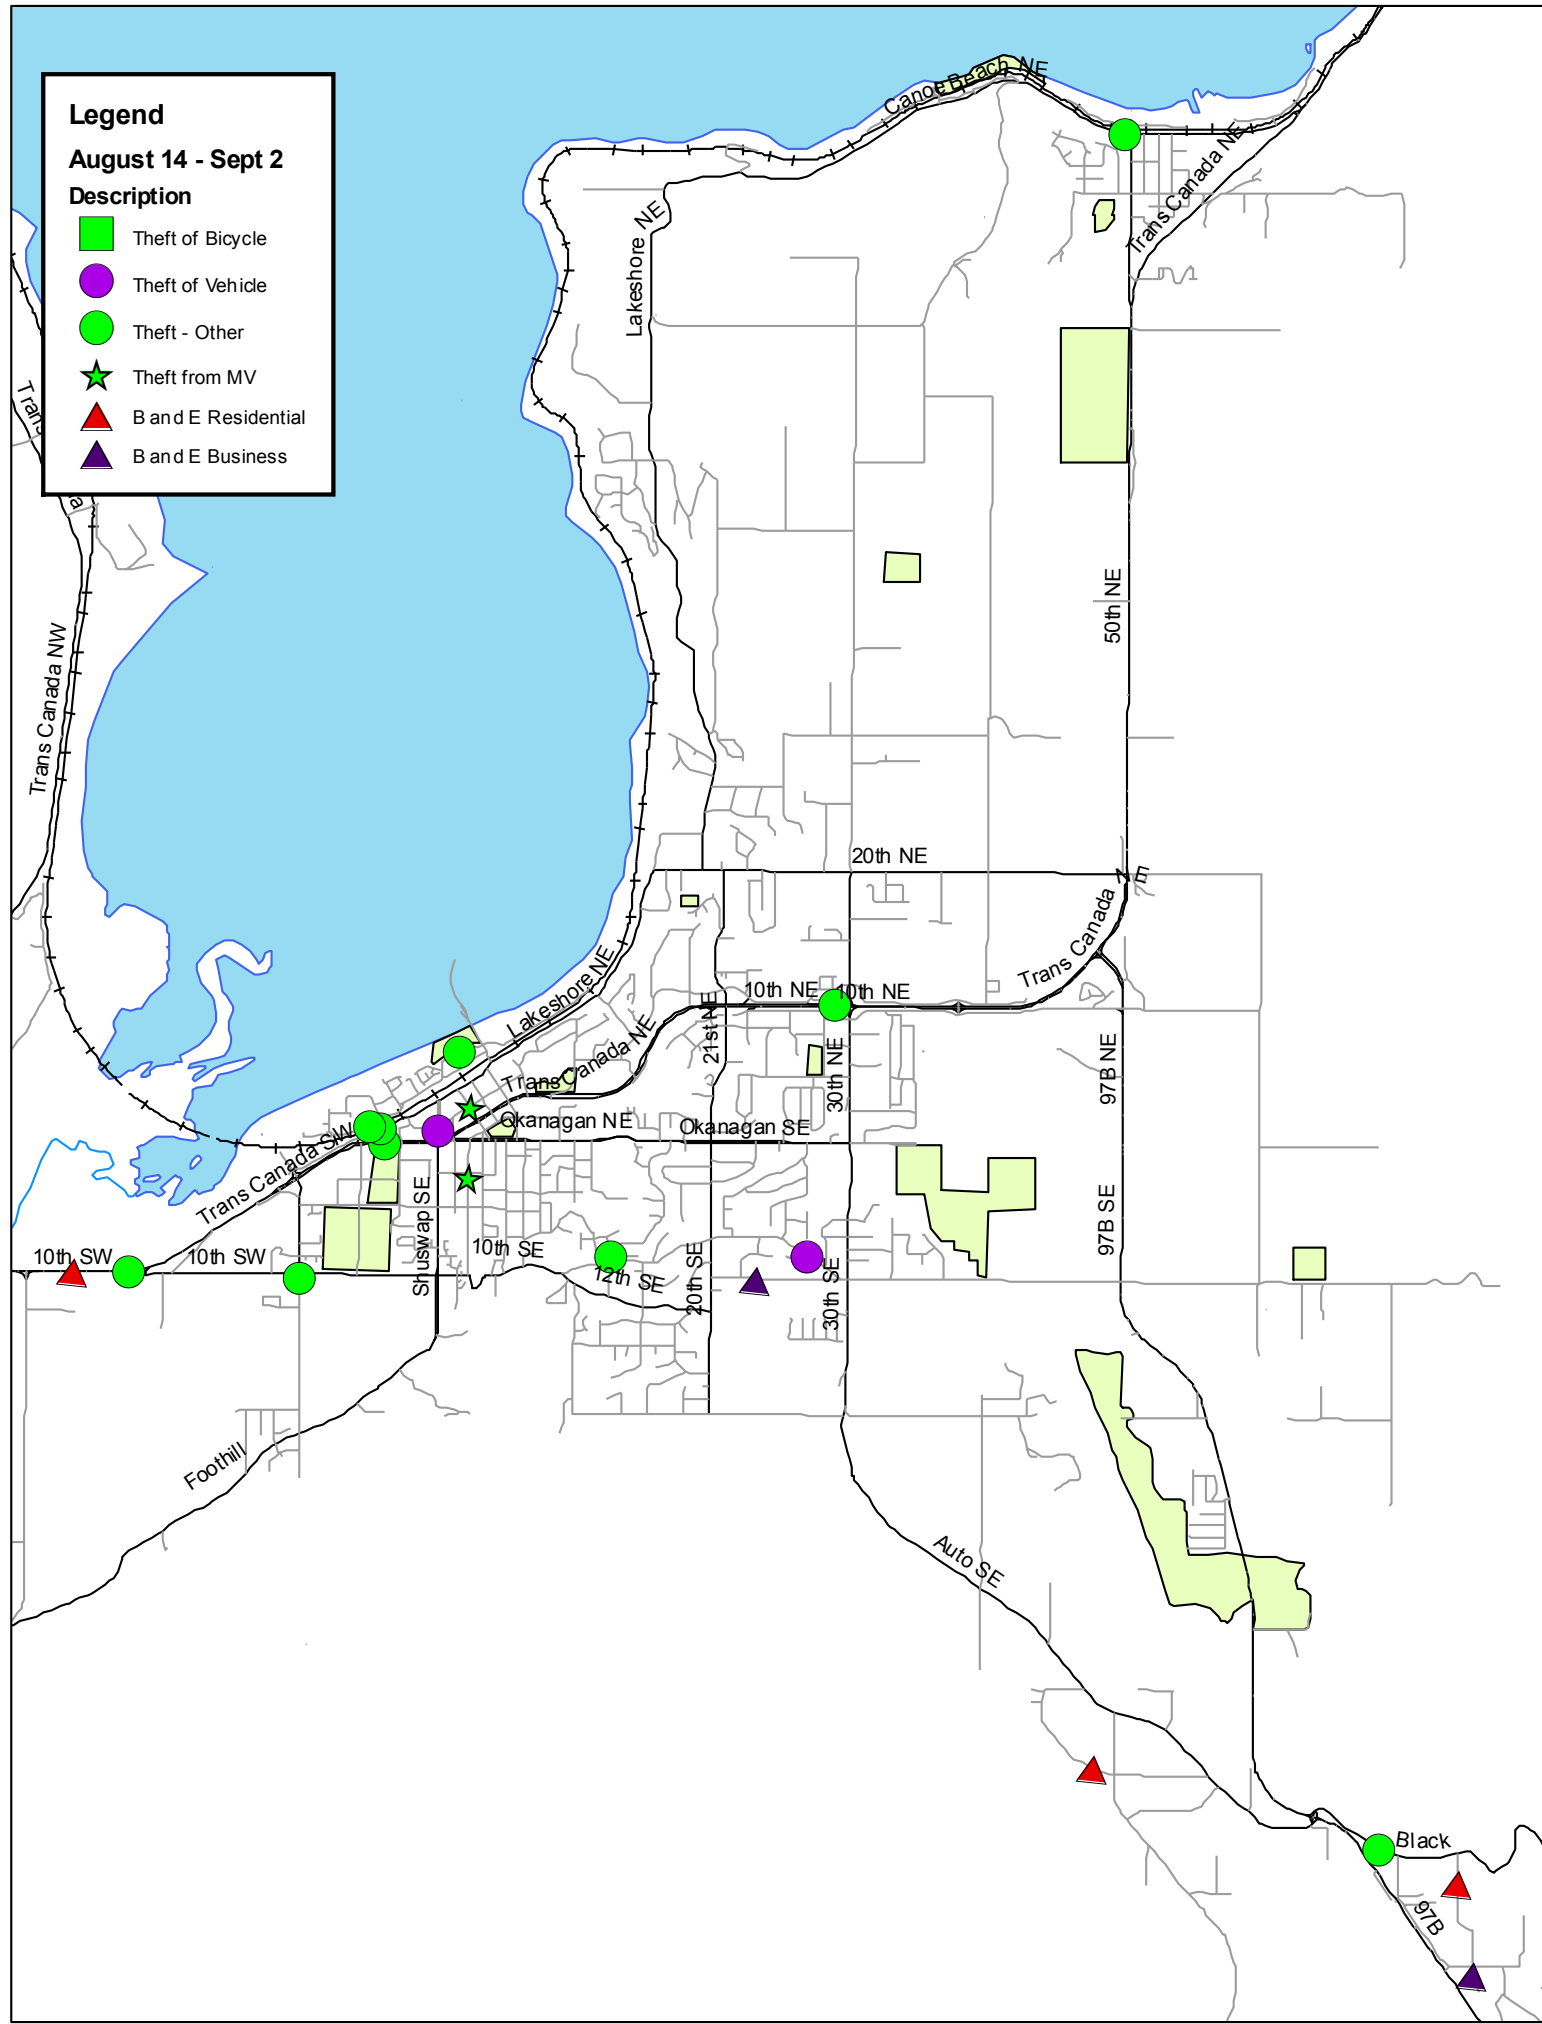 Legend
August 14 - Sept 2
Description
Theft of Bicycle
Theft of Vehicle
Theft - Other
Theft from MV
B and E Residential
B and E Business
Canoe Beach NE
Trans Canada NE
Lakeshore NE
50th NE
Trans Canada NW
20th NE
Trans Canada NE
Lakeshore NE
10th NE
10th NE
21st NE
Trans Canada NE
30th NE
97B NE
Okanagan NE
Okanagan SE
Trans Canada SW
97B SE
Shuswap SE
10th SW
10th SW
10th SE
12th SE
20th SE
30th SE
Foothill
Auto SE
Black
97B